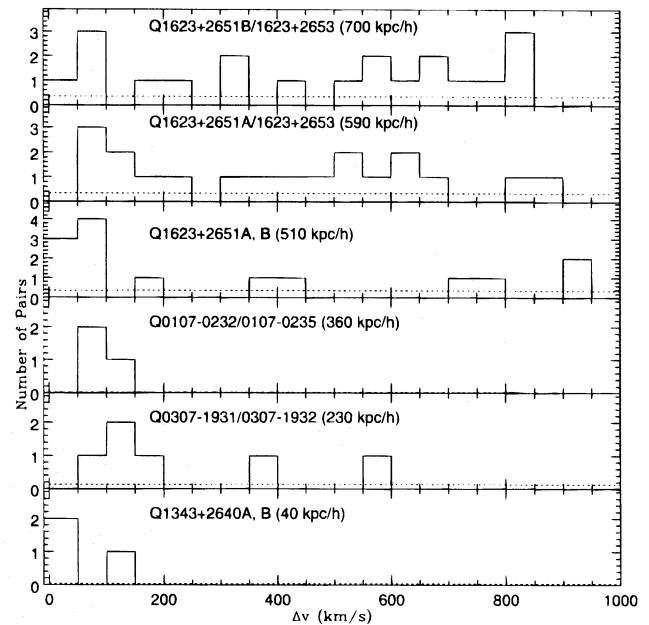 Q1623+2651B/1623+2653 (700 kpc/h)
3
2
1
0
Q1623+2651A/1623+2653 (590 kpc/h)
3
2
1
0
Q1623+2651A, B (510 kpc/h)
4
3
2
1
0
Q0107-0232/0107-0235 (360 kpc/h)
2
1
0
Q0307-1931/0307-1932 (230 kpc/h)
2
1
0
Q1343+2640A, B (40 kpc/h)
2
1
0
Number of Pairs
0 200 400 600 800 1000
Δv (km/s)